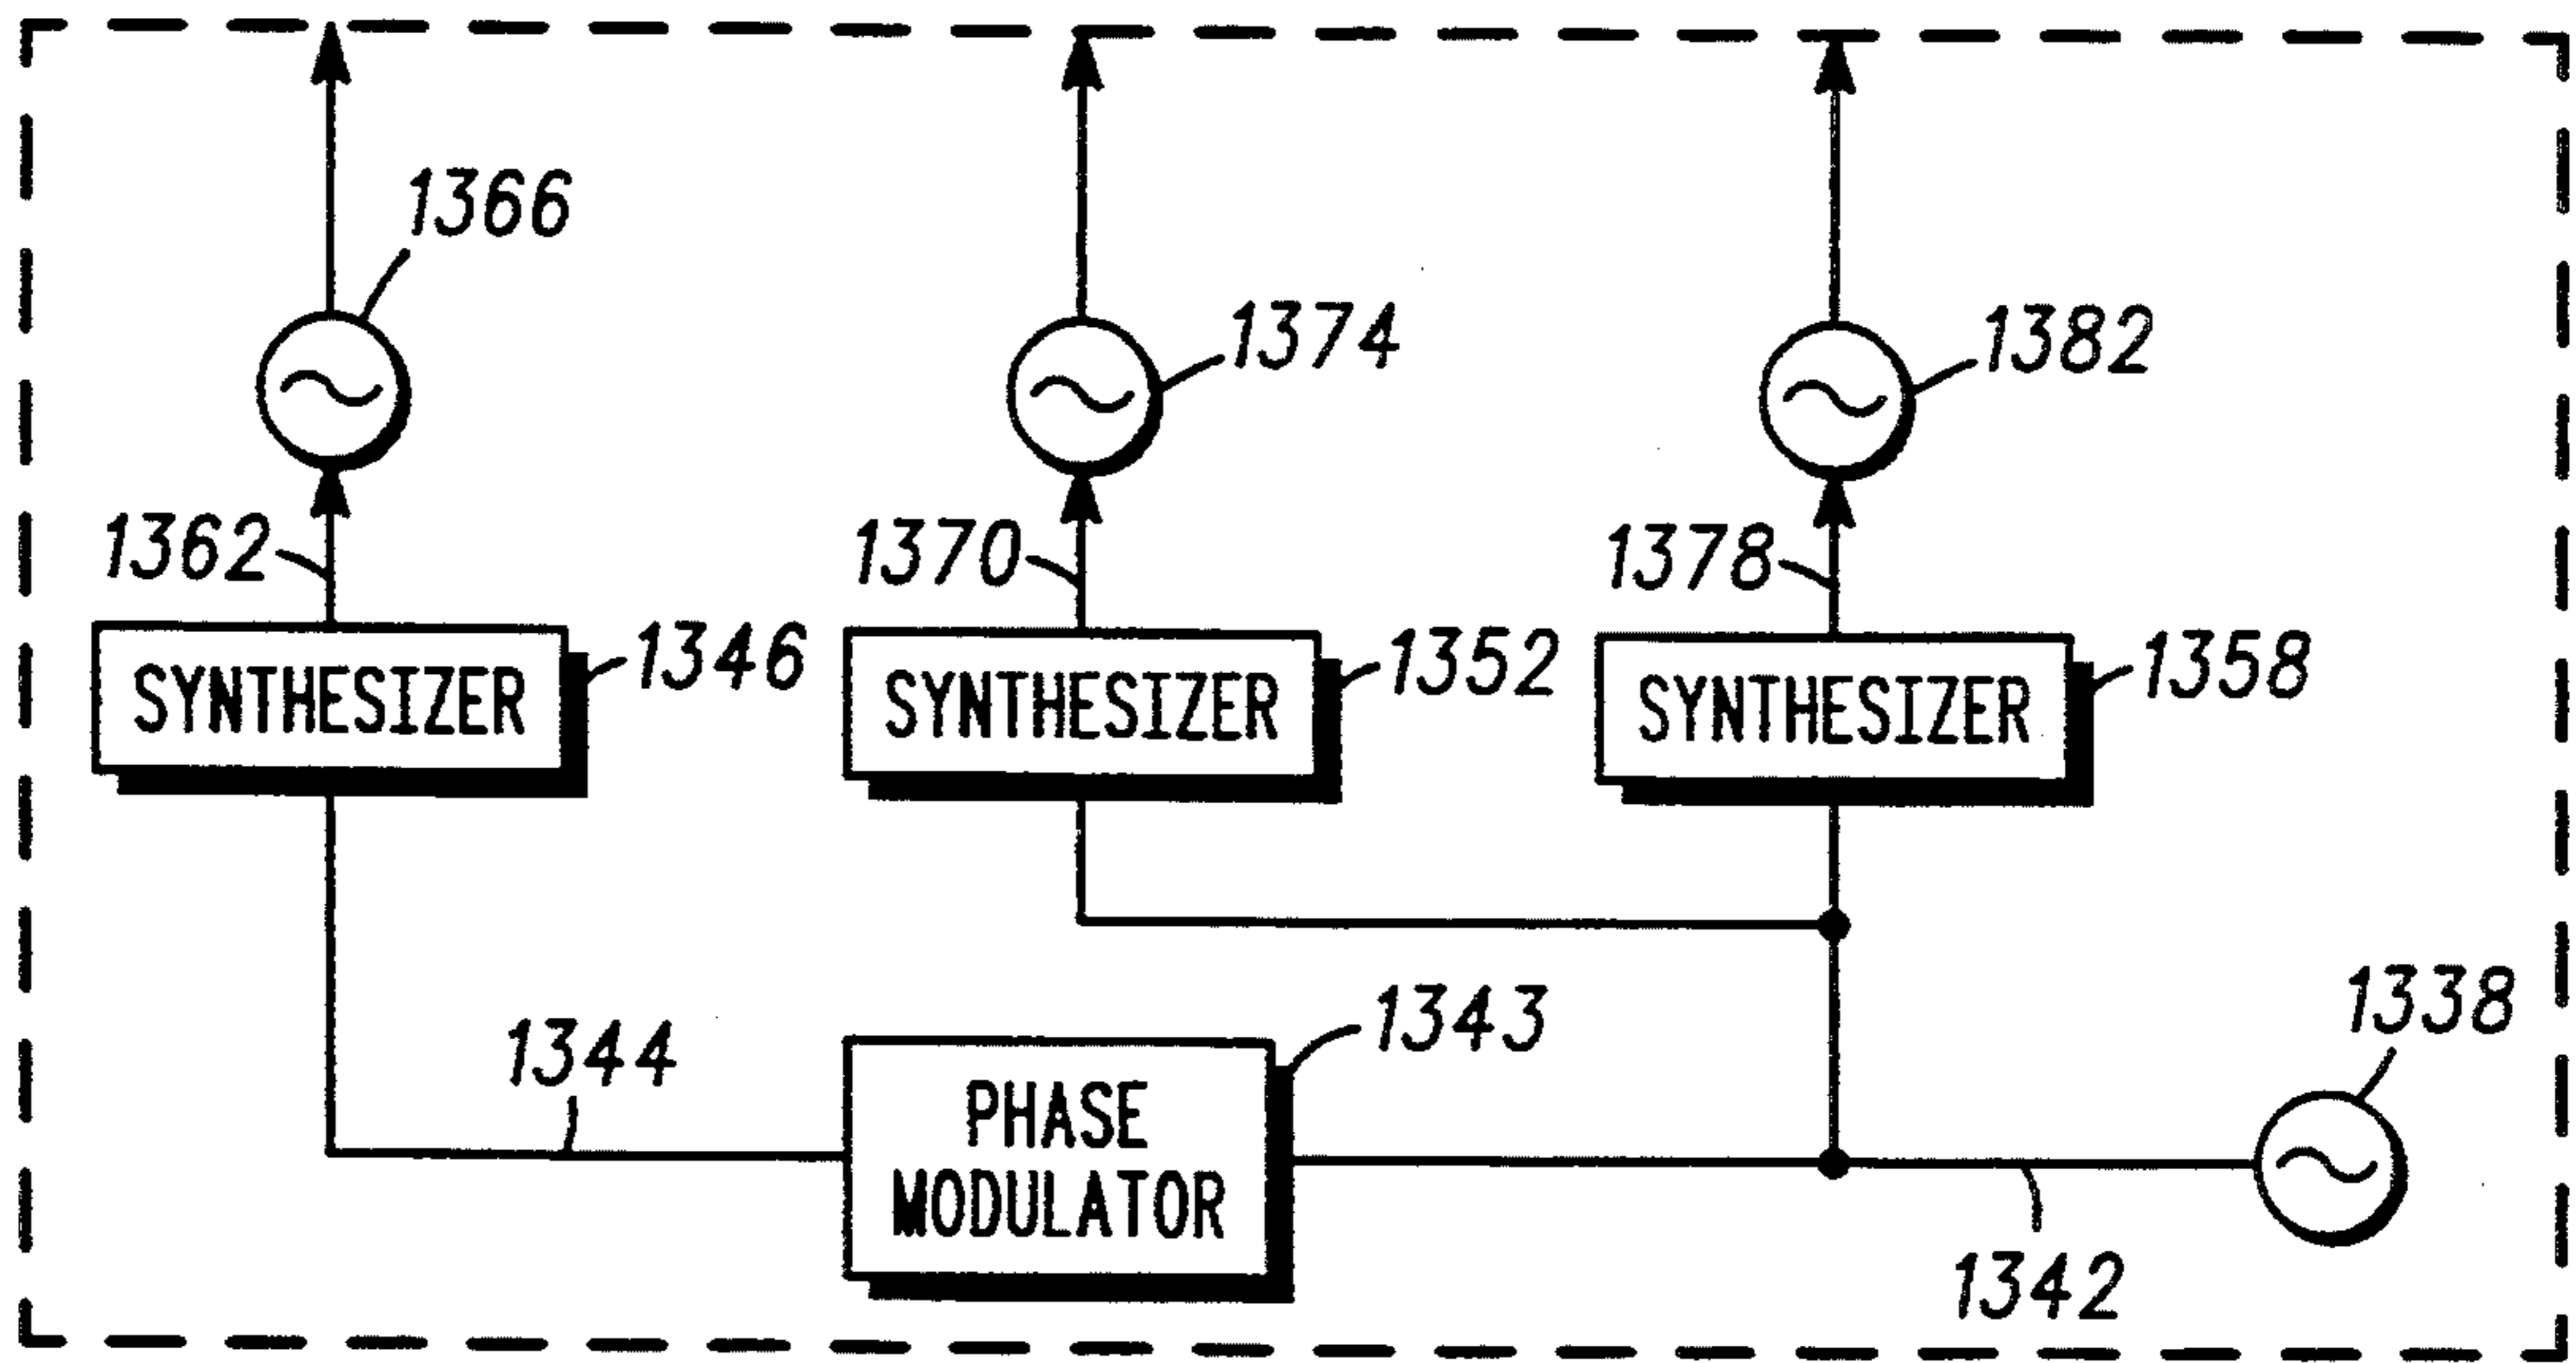 1366
1374
1382
1362
1370
1378
SYNTHESIZER
1346
SYNTHESIZER
1352
SYNTHESIZER
1358
1344
PHASE
MODULATOR
1343
1338
1342